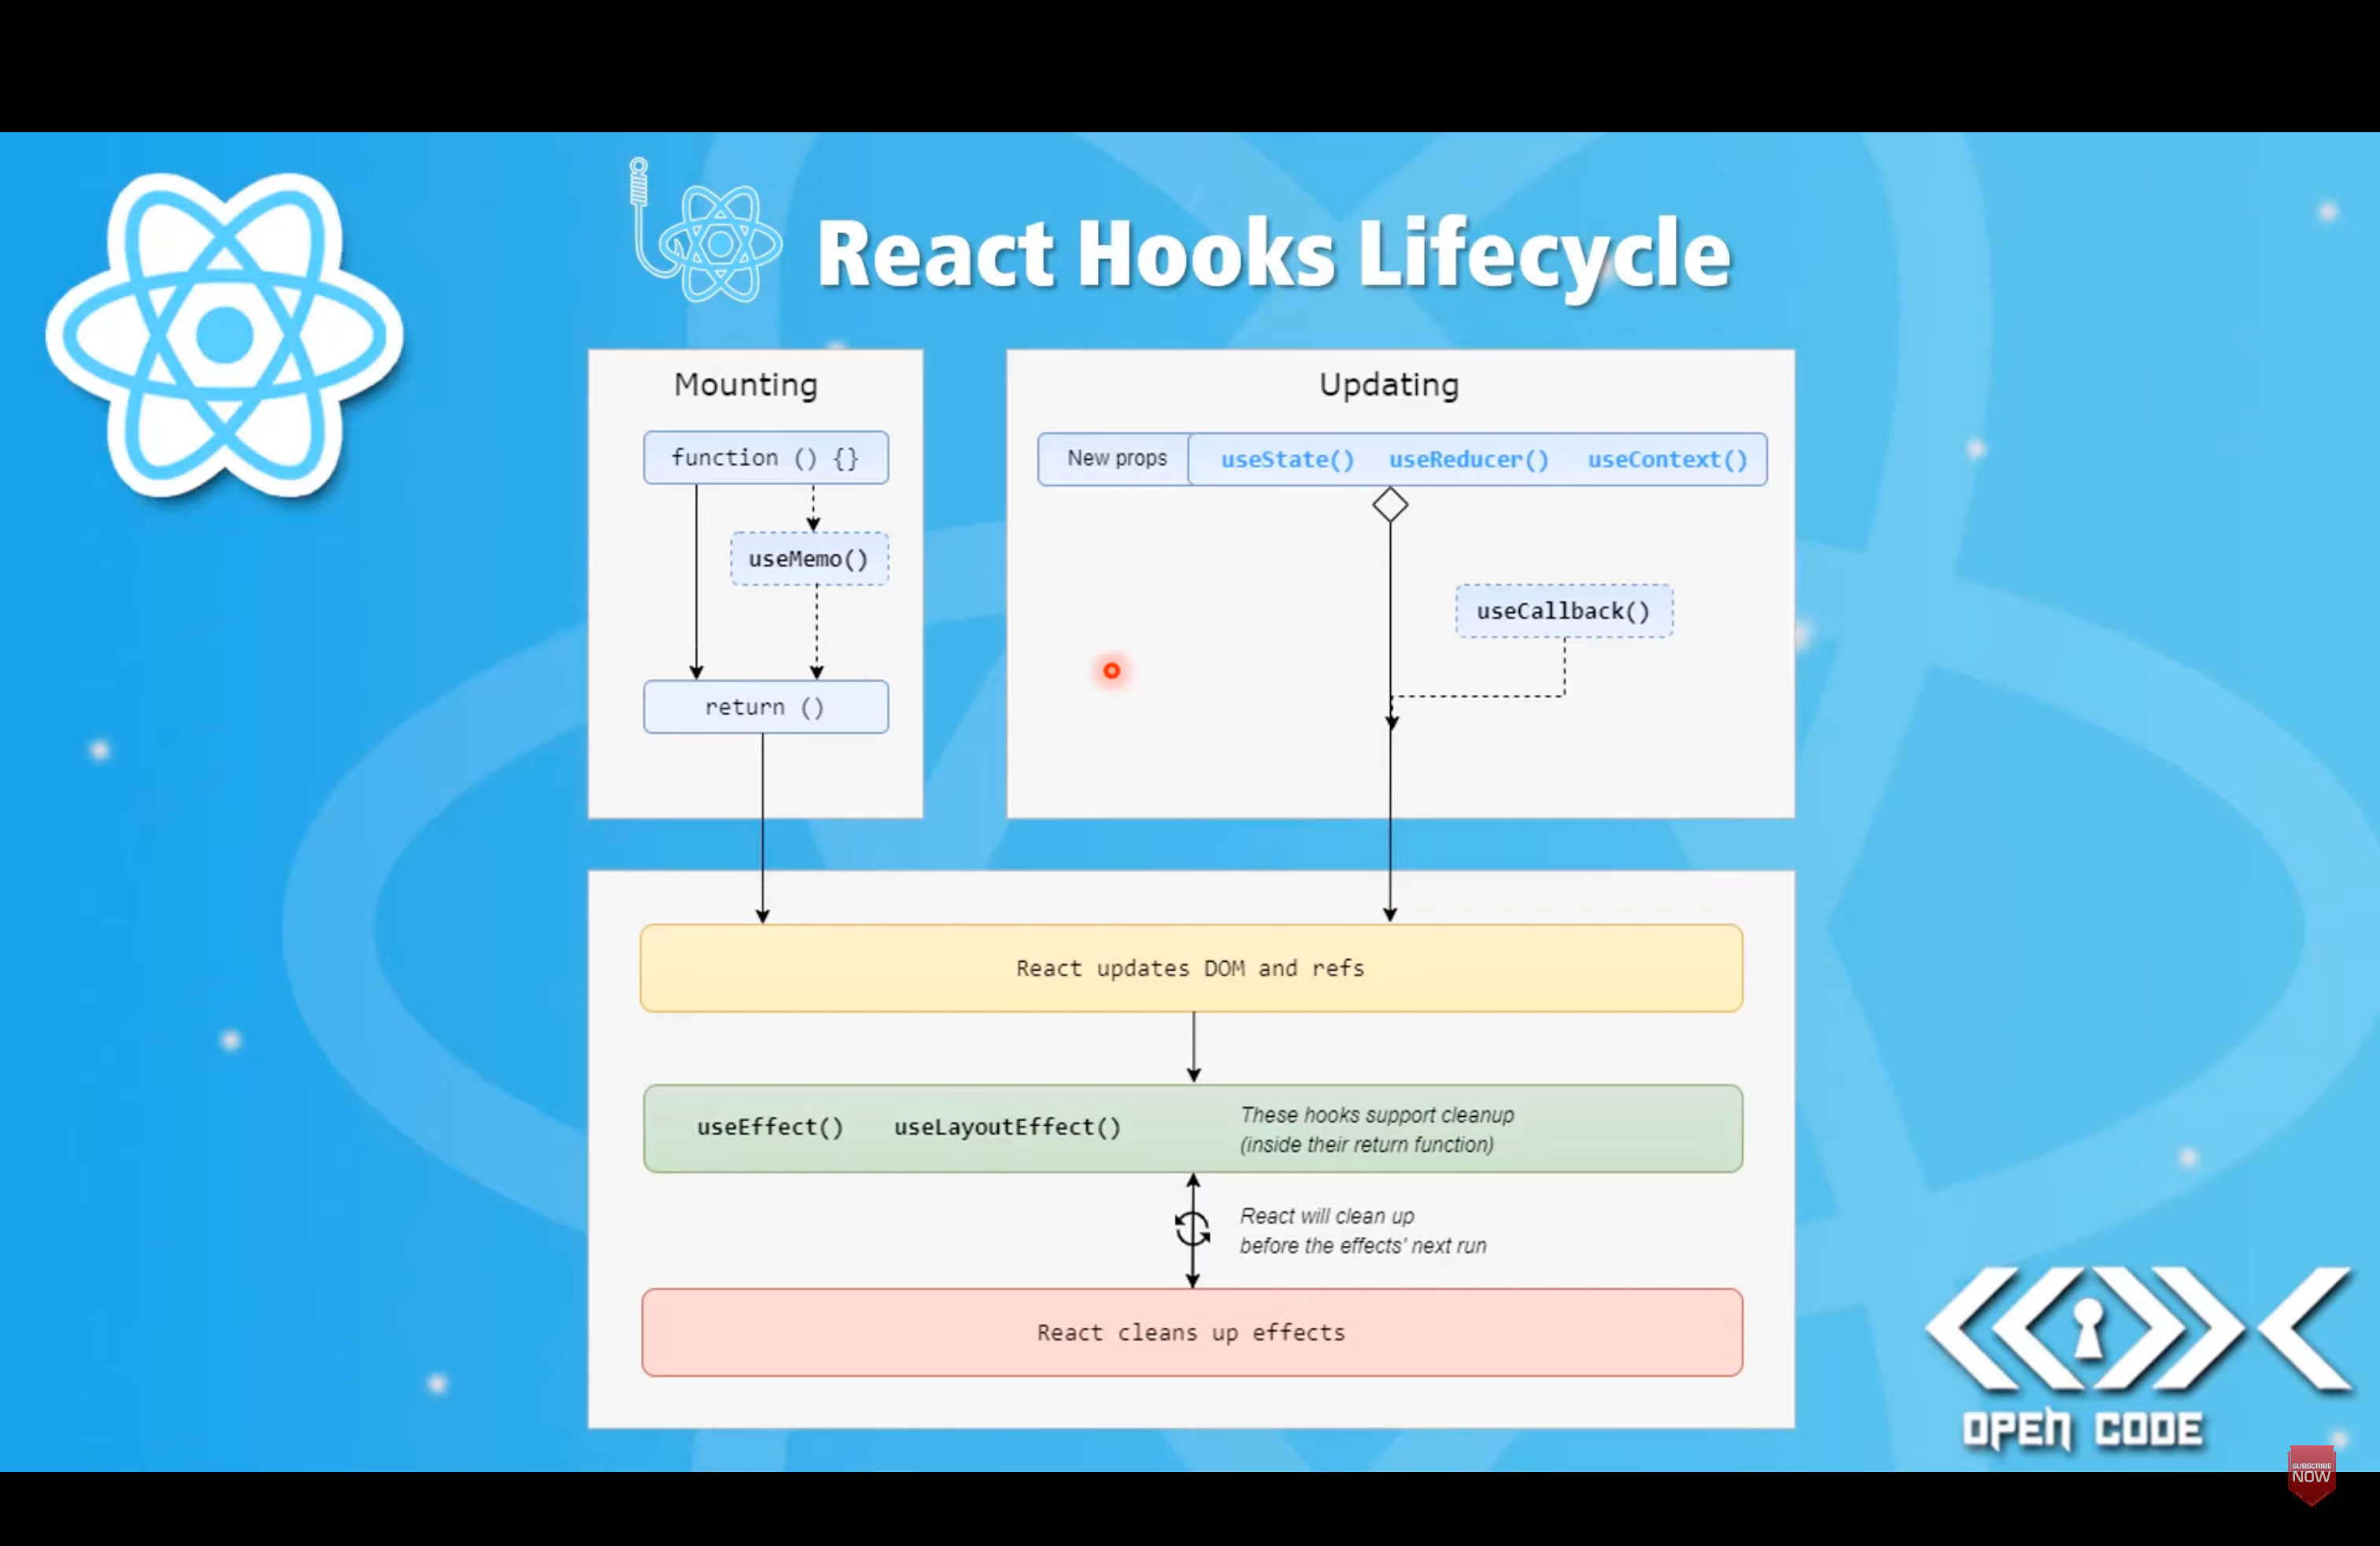 React Hooks Lifecycle
Mounting
function () {}
useMemo()
return ()
Updating
New props
useState() useReducer() useContext()
useCallback()
React updates DOM and refs
useEffect() useLayoutEffect()
These hooks support cleanup
(inside their return function)
React will clean up
before the effects' next run
React cleans up effects
OPEN CODE
SUBSCRIBE
NOW